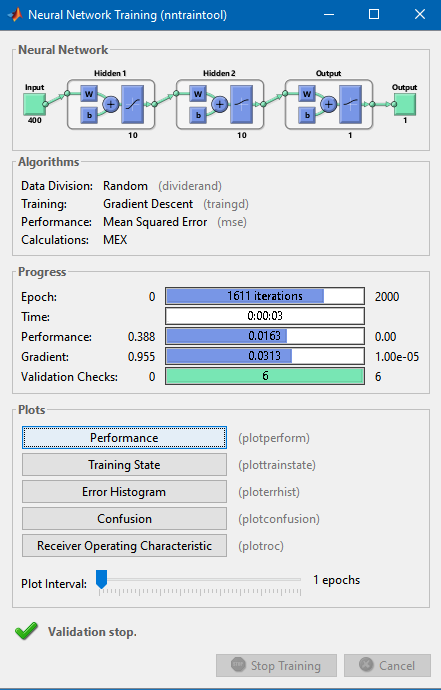 Neural Network Training (nntraintool)
Neural Network
Hidden 1 Hidden 2 Output
Input Output
W W W
b b b
400 10 10 1 1
Algorithms
Data Division: Random (dividerand)
Training: Gradient Descent (traingd)
Performance: Mean Squared Error (mse)
Calculations: MEX
Progress
Epoch: 0 1611 iterations 2000
Time: 0:00:03
Performance: 0.388 0.0163 0.00
Gradient: 0.955 0.0313 1.00e-05
Validation Checks: 0 6 6
Plots
Performance (plotperform)
Training State (plottrainstate)
Error Histogram (ploterrhist)
Confusion (plotconfusion)
Receiver Operating Characteristic (plotroc)
Plot Interval: 1 epochs
Validation stop.
Stop Training Cancel